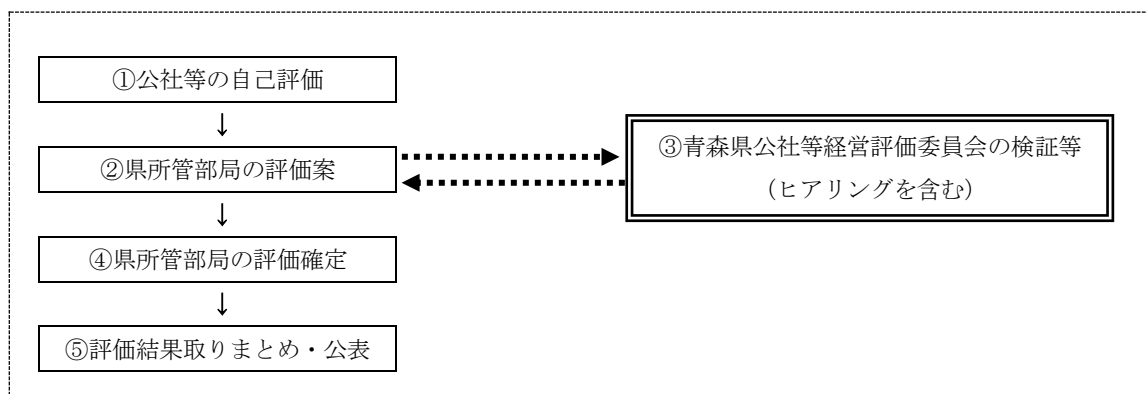 ①公社等の自己評価
↓
②県所管部局の評価案
③青森県公社等経営評価委員会の検証等
（ヒアリングを含む）
↓
④県所管部局の評価確定
↓
⑤評価結果取りまとめ・公表